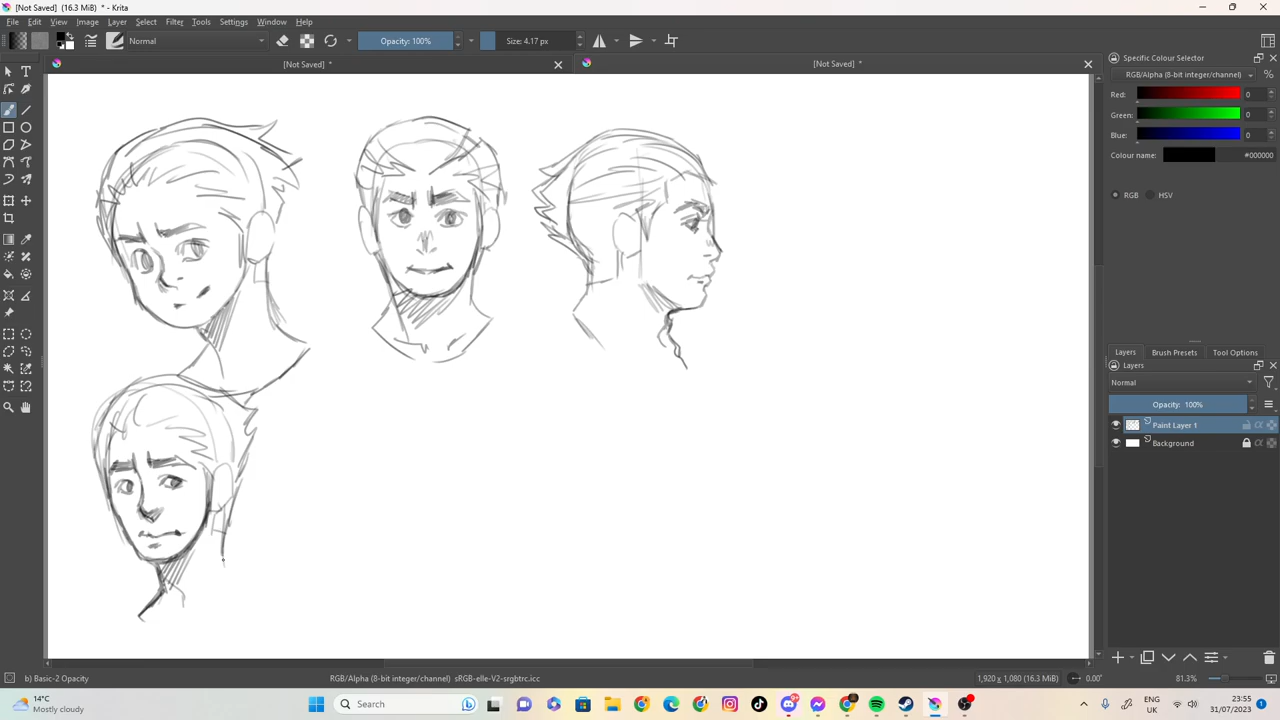 [Not Saved] (16.3 MiB) * - Krita
File Edit View Image Layer Select Filter Tools Settings Window Help
Normal
Opacity: 100%
Size: 4.17 px
[Not Saved] *
[Not Saved] *
Specific Colour Selector
RGB/Alpha (8-bit integer/channel)
%
Red: 0
Green: 0
Blue: 0
Colour name: #000000
RGB HSV
Layers Brush Presets Tool Options
Layers
Normal
Opacity: 100%
Paint Layer 1
Background
b) Basic-2 Opacity
RGB/Alpha (8-bit integer/channel) sRGB-elle-V2-srgbtrc.icc
1,920 x 1,080 (16.3 MiB)
0.00°
81.3%
14°C
Mostly cloudy
Search
ENG
UK
23:55
31/07/2023